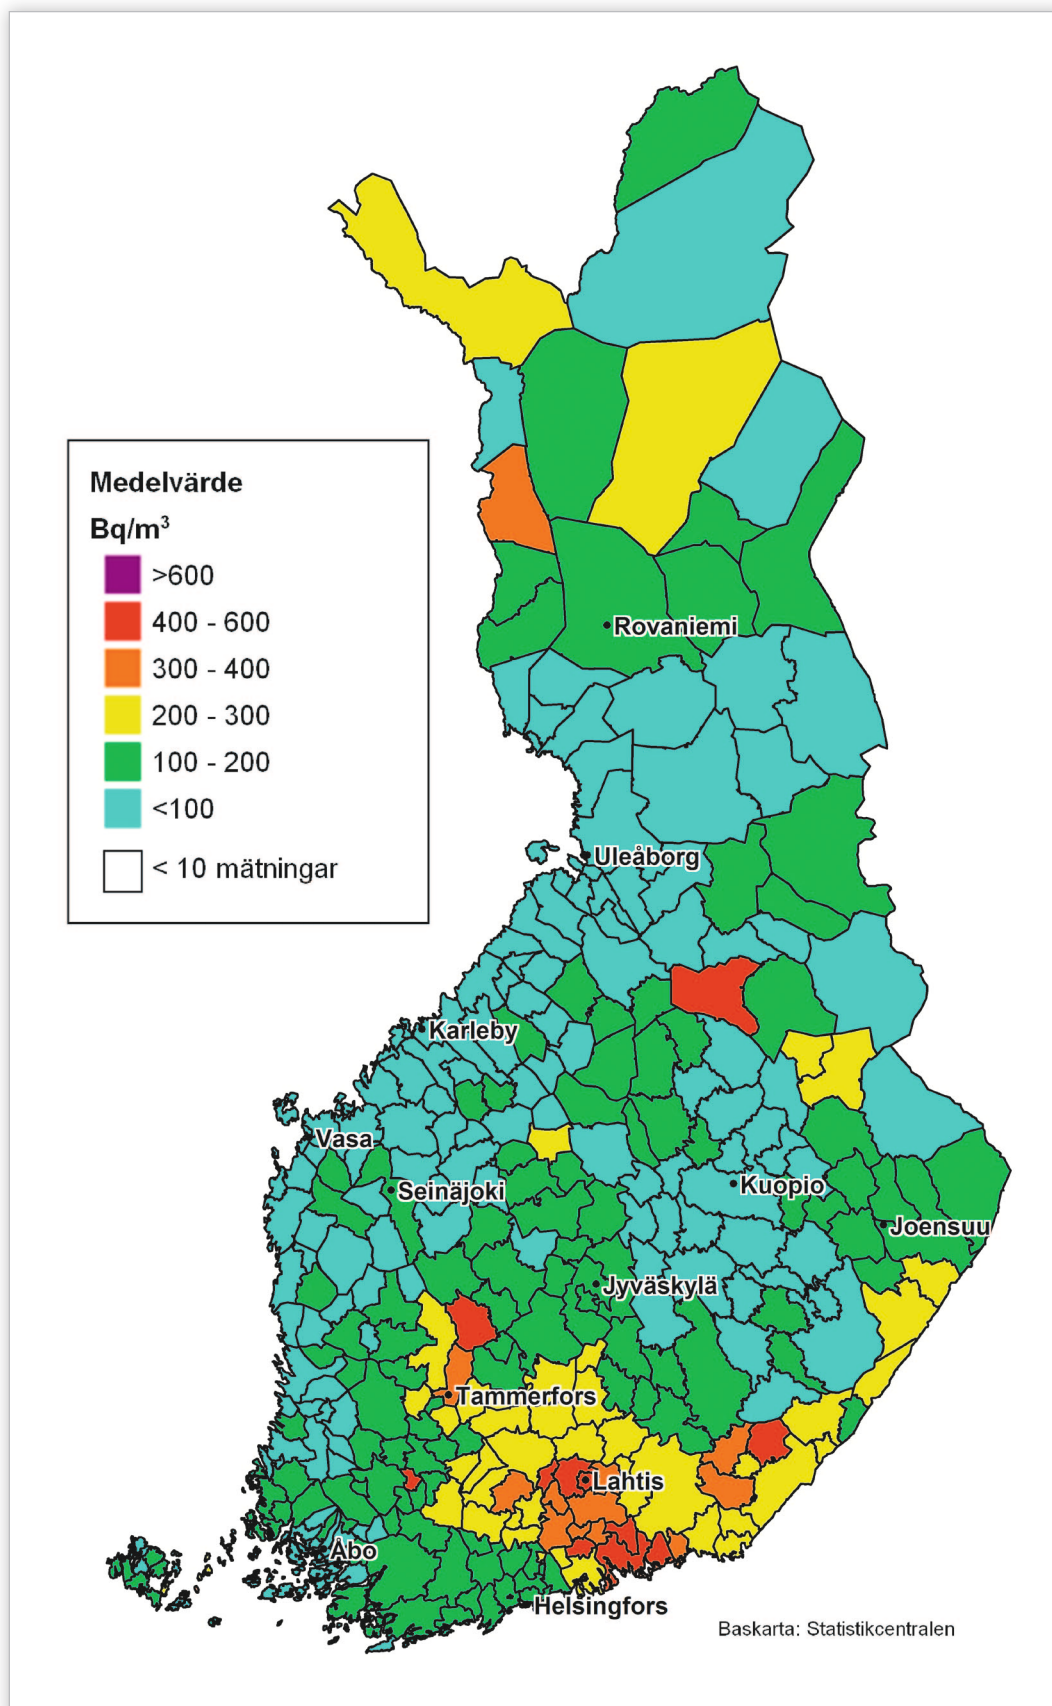 Medelvärde
Bq/m³
>600
400 - 600
300 - 400
200 - 300
100 - 200
<100
< 10 mätningar
Rovaniemi
Uleåborg
Karleby
Vasa
Seinäjoki
Kuopio
Joensuu
Jyväskylä
Tammerfors
Lahtis
Åbo
Helsingfors
Baskarta: Statistikcentralen